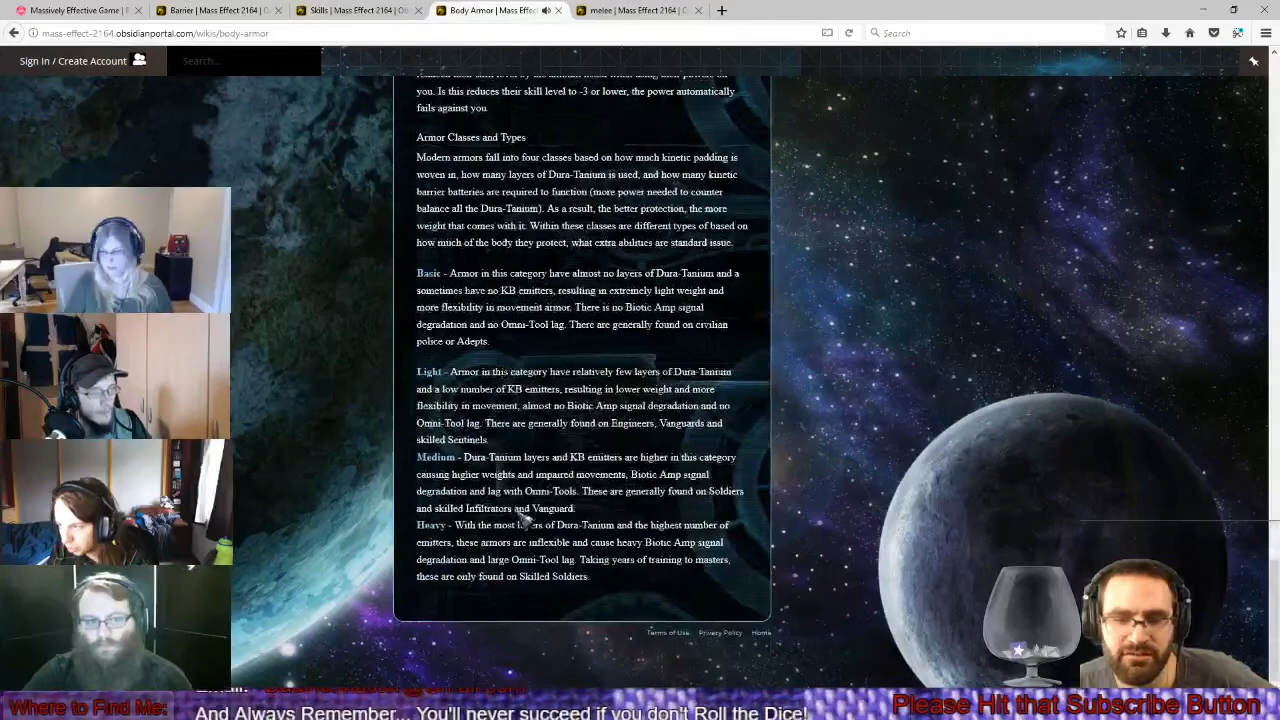 Massively Effective Game
Barrier | Mass Effect 2164 | O
Skills | Mass Effect 2164 | Ob
Body Armor | Mass Effect
melee | Mass Effect 2164 | O
mass-effect-2164.obsidianportal.com/wikis/body-armor
Search
Sign In / Create Account
Search...
you. Is this reduces their skill level to -3 or lower, the power automatically
fails against you.
Armor Classes and Types
Modern armors fall into four classes based on how much kinetic padding is
woven in, how many layers of Dura-Tanium is used, and how many kinetic
barrier batteries are required to function (more power needed to counter
balance all the Dura-Tanium). As a result, the better protection, the more
weight that comes with it. Within these classes are different types of based on
how much of the body they protect, what extra abilities are standard issue.
Basic - Armor in this category have almost no layers of Dura-Tanium and a
sometimes have no KB emitters, resulting in extremely light weight and
more flexibility in movement armor. There is no Biotic Amp signal
degradation and no Omni-Tool lag. There are generally found on civilian
police or Adepts.
Light - Armor in this category have relatively few layers of Dura-Tanium
and a low number of KB emitters, resulting in lower weight and more
flexibility in movement, almost no Biotic Amp signal degradation and no
Omni-Tool lag. There are generally found on Engineers, Vanguards and
skilled Sentinels.
Medium - Dura-Tanium layers and KB emitters are higher in this category
causing higher weights and impaired movements, Biotic Amp signal
degradation and lag with Omni-Tools. These are generally found on Soldiers
and skilled Infiltrators and Vanguard.
Heavy - With the most layers of Dura-Tanium and the highest number of
emitters, these armors are inflexible and cause heavy Biotic Amp signal
degradation and large Omni-Tool lag. Taking years of training to masters,
these are only found on Skilled Soldiers.
Terms of Use Privacy Policy Home
Where to Find Me:
And Always Remember... You'll never succeed if you don't Roll the Dice!
Please Hit that Subscribe Button